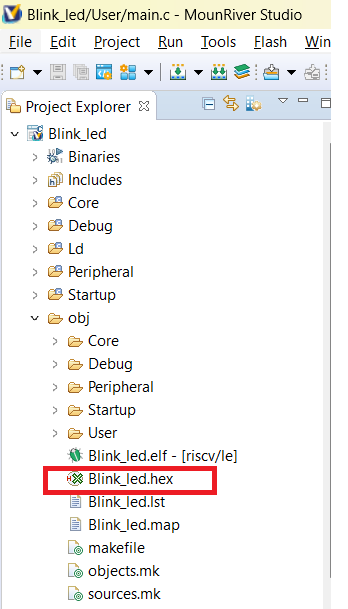 Blink_led/User/main.c - MounRiver Studio
File Edit Project Run Tools Flash Win
Project Explorer
Blink_led
Binaries
Includes
Core
Debug
Ld
Peripheral
Startup
obj
Core
Debug
Peripheral
Startup
User
Blink_led.elf - [riscv/le]
Blink_led.hex
Blink_led.lst
Blink_led.map
makefile
objects.mk
sources.mk